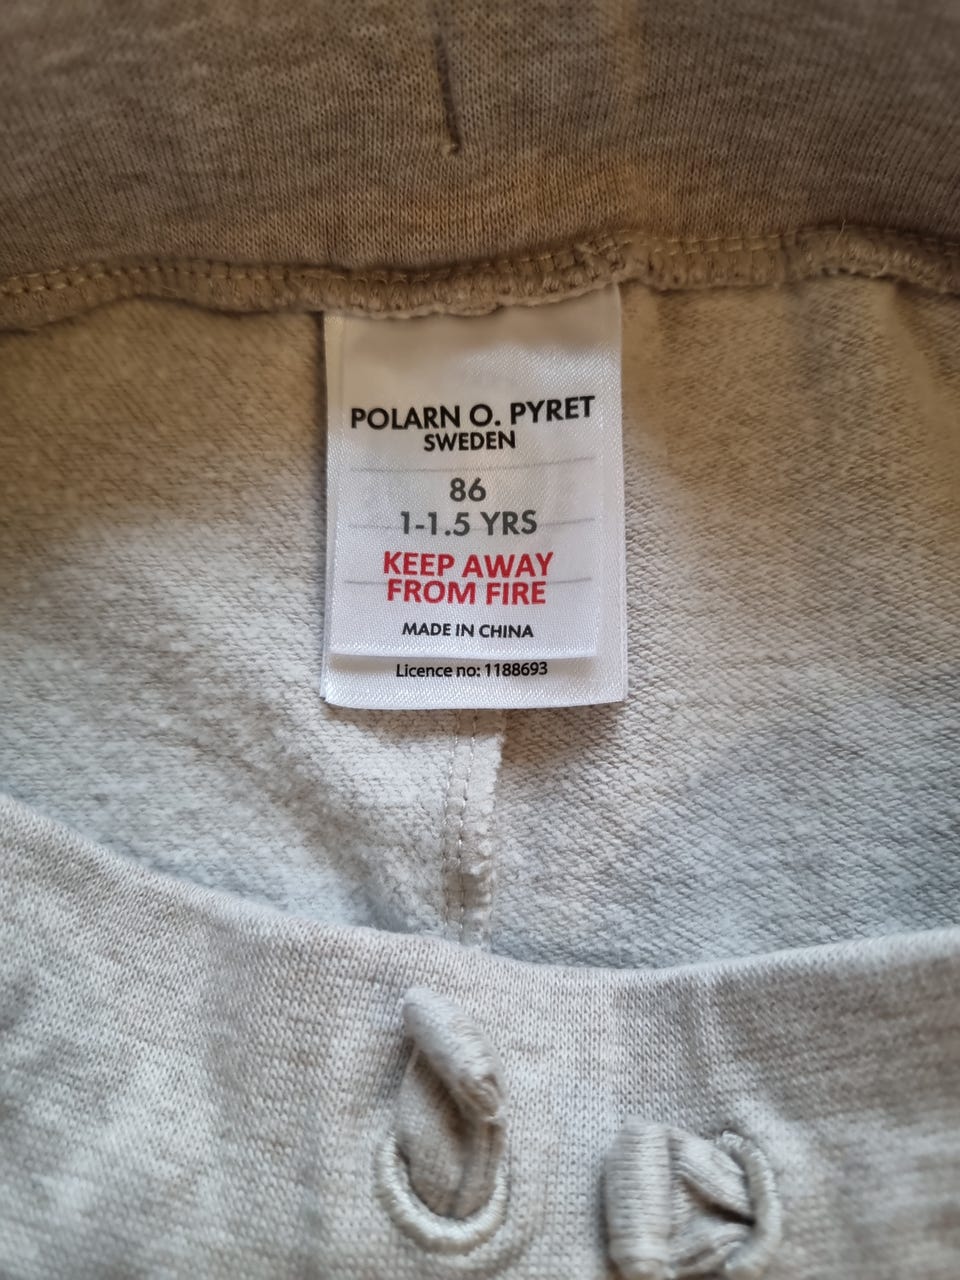 POLARN O. PYRET
SWEDEN
86
1-1.5 YRS
KEEP AWAY
FROM FIRE
MADE IN CHINA
Licence no: 1188693